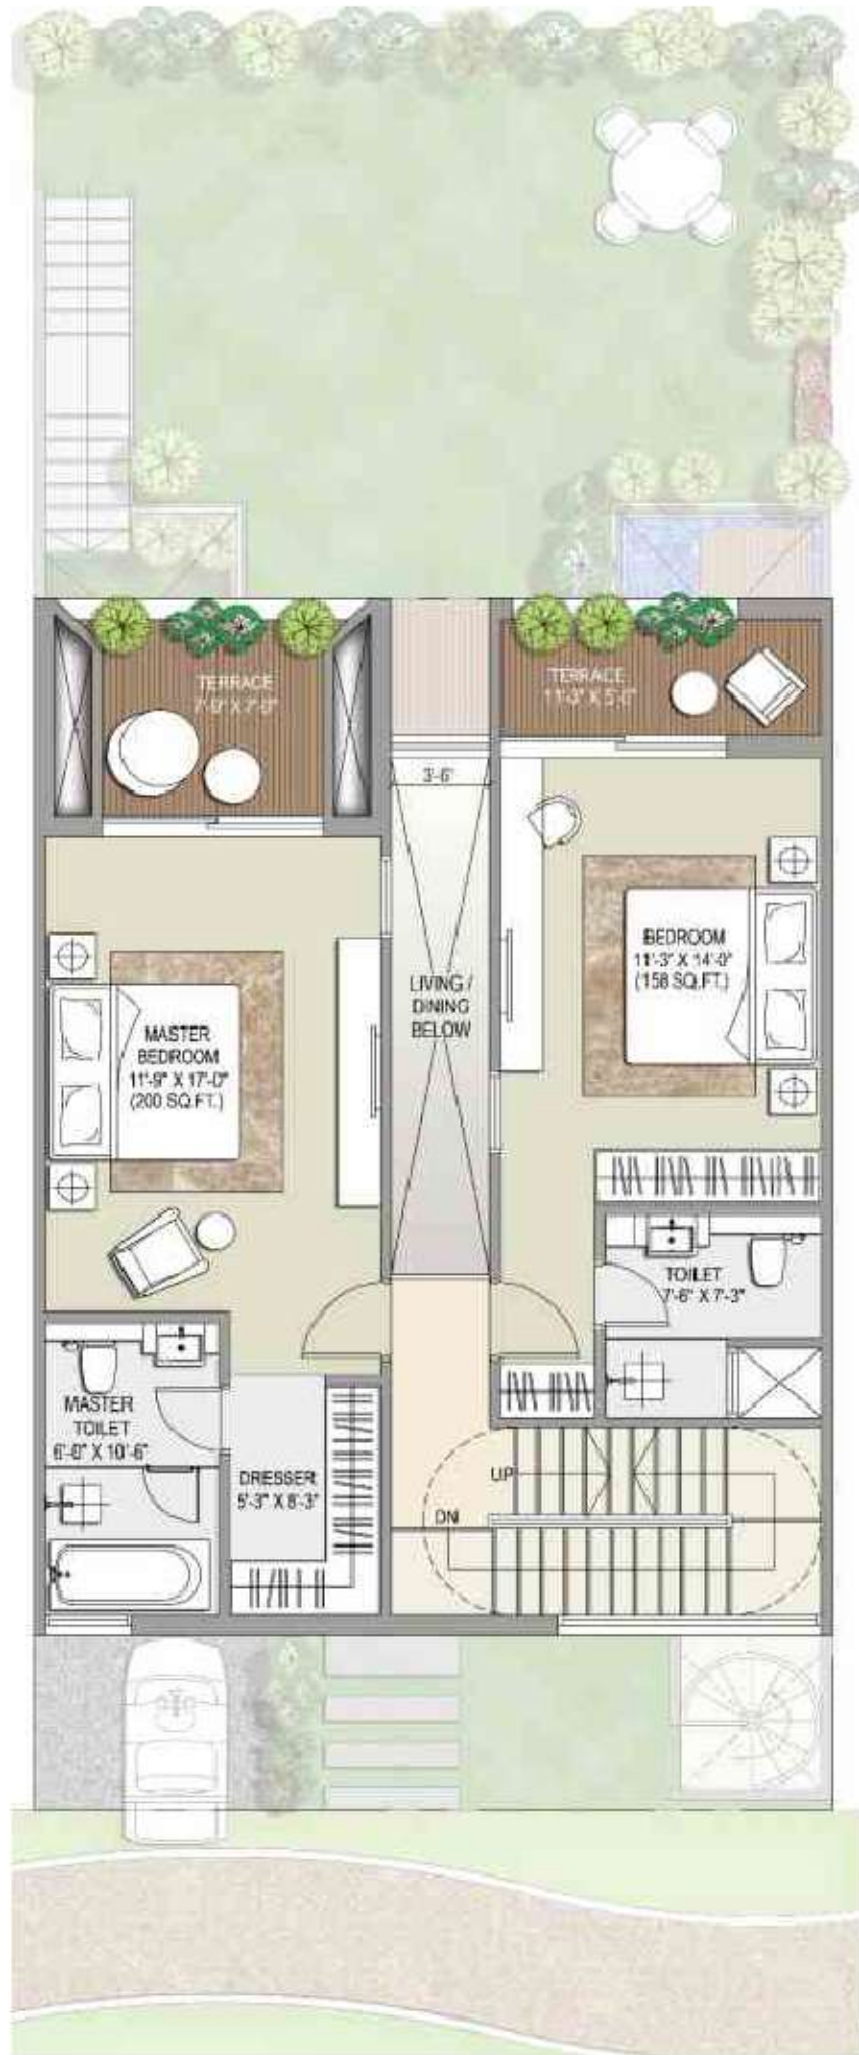 TERRACE
7'-9" X 7'-0"
TERRACE
11'-3" X 5'-0"
3'-6"
LIVING /
DINING
BELOW
BEDROOM
11'-3" X 14'-0"
(158 SQ.FT.)
MASTER
BEDROOM
11'-9" X 17'-0"
(200 SQ.FT.)
TOILET
7'-6" X 7'-3"
MASTER
TOILET
6'-0" X 10'-6"
DRESSER
5'-3" X 8'-3"
UP
DN